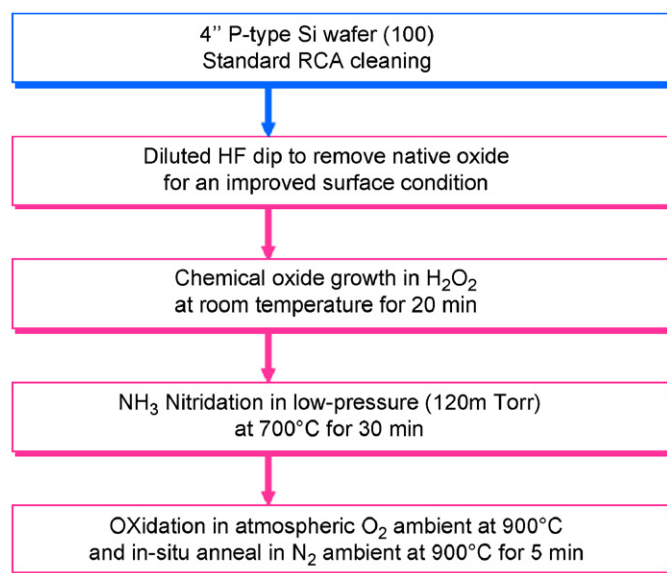 4’’ P-type Si wafer (100)
Standard RCA cleaning
Diluted HF dip to remove native oxide
for an improved surface condition
Chemical oxide growth in H₂O₂
at room temperature for 20 min
NH₃ Nitridation in low-pressure (120m Torr)
at 700°C for 30 min
OXidation in atmospheric O₂ ambient at 900°C
and in-situ anneal in N₂ ambient at 900°C for 5 min